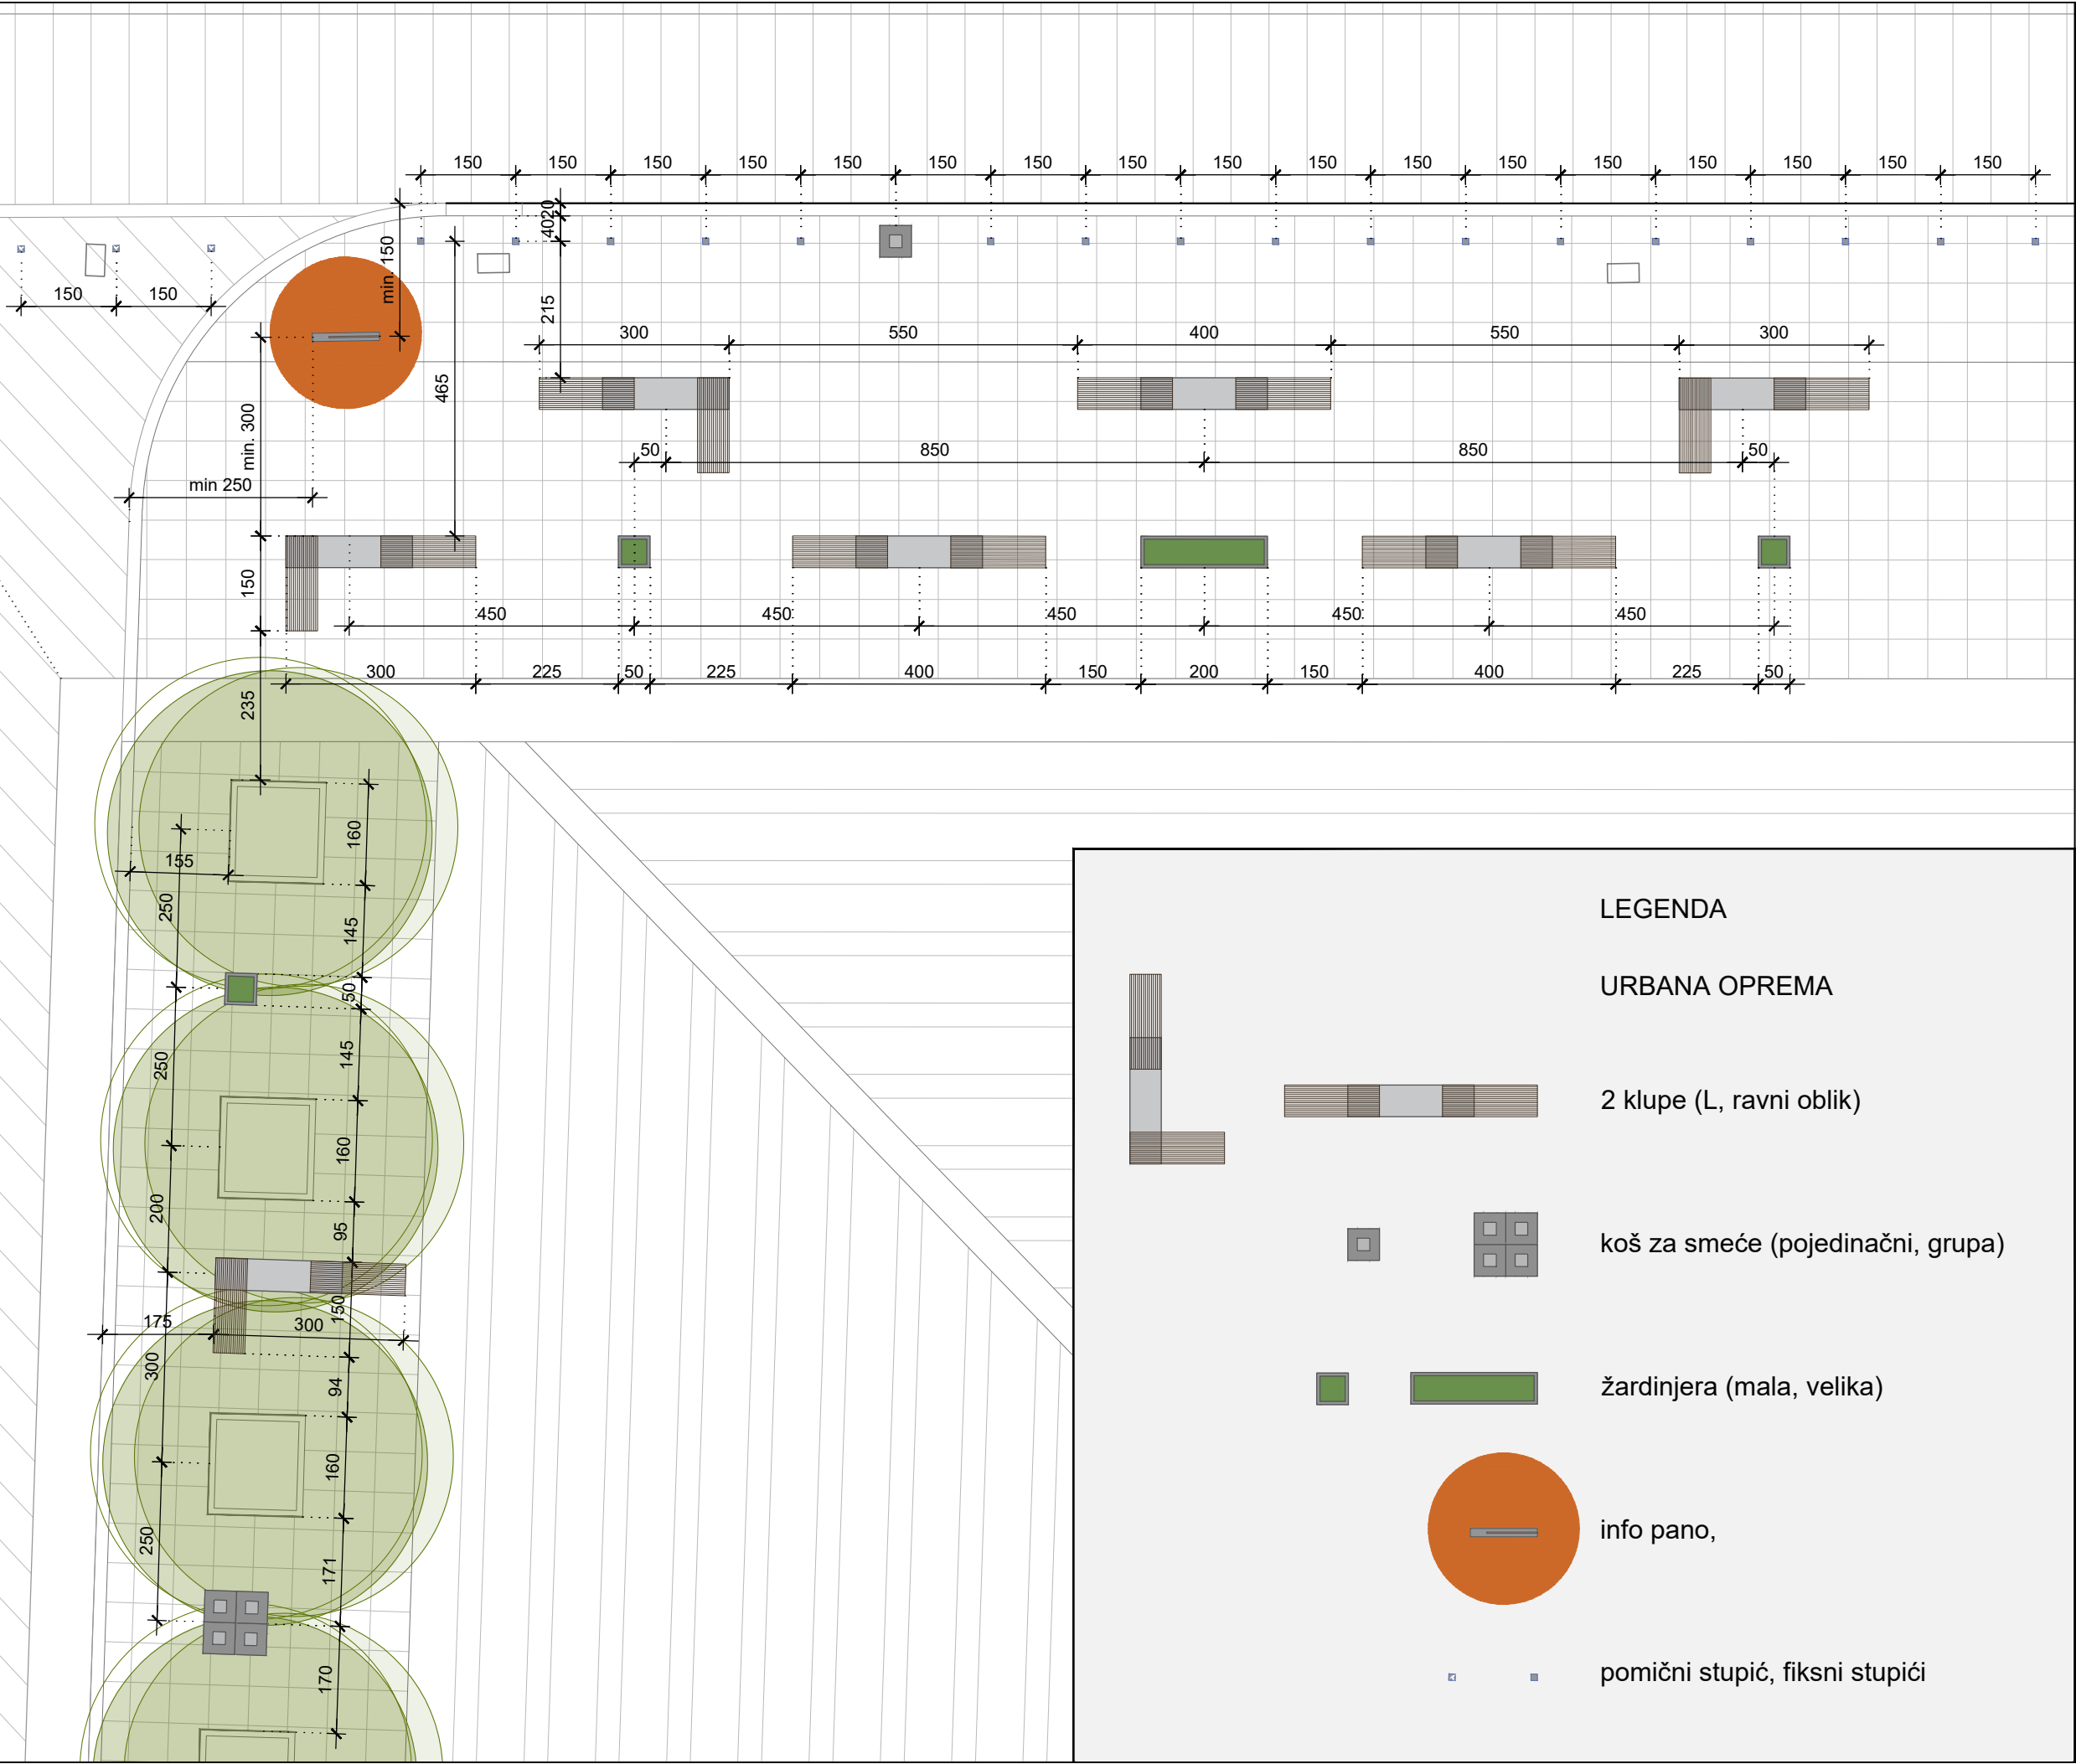 150 150 150 150 150 150 150 150 150 150 150 150 150 150 150 150 150
20
40
min. 150
150 150
215
300 550 400 550 300
465
min. 300
50 850 850 50
min 250
150
450 450 450 450 450
300 225 50 225 400 150 200 150 400 225 50
235
160
155
250
145
50
250
145
160
200
95
150
175 300
300
94
160
250
171
170
LEGENDA
URBANA OPREMA
2 klupe (L, ravni oblik)
koš za smeće (pojedinačni, grupa)
žardinjera (mala, velika)
info pano,
pomični stupić, fiksni stupići